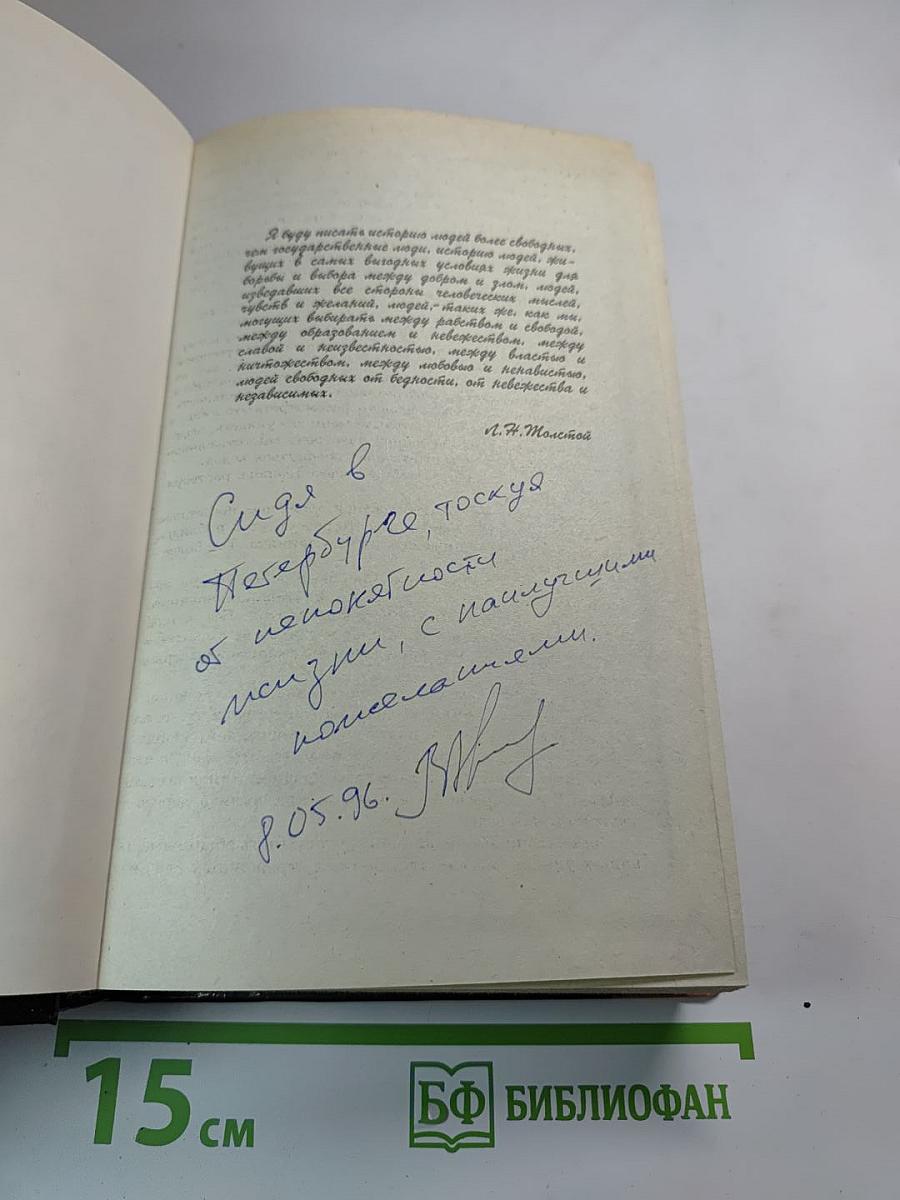 Я буду писать историю людей более свободных,
чем государственные люди, историю людей, жи-
вущих в самых выгодных условиях жизни для
борьбы и выбора между добром и злом, людей,
изведавших все стороны человеческих мыслей,
чувств и желаний, людей,-таких же, как мы,
могущих выбирать между рабством и свободой,
между образованием и невежеством, между
славой и неизвестностью, между властью и
ничтожеством, между любовью и ненавистью,
людей свободных от бедности, от невежества и
независимых.
Л.Н.Толстой
Сидя в
Петербурге, тоскуя
от непонятности
жизни, с наилучшими
пожеланиями.
8.05.96.
15 см
БФ БИБЛИОФАН